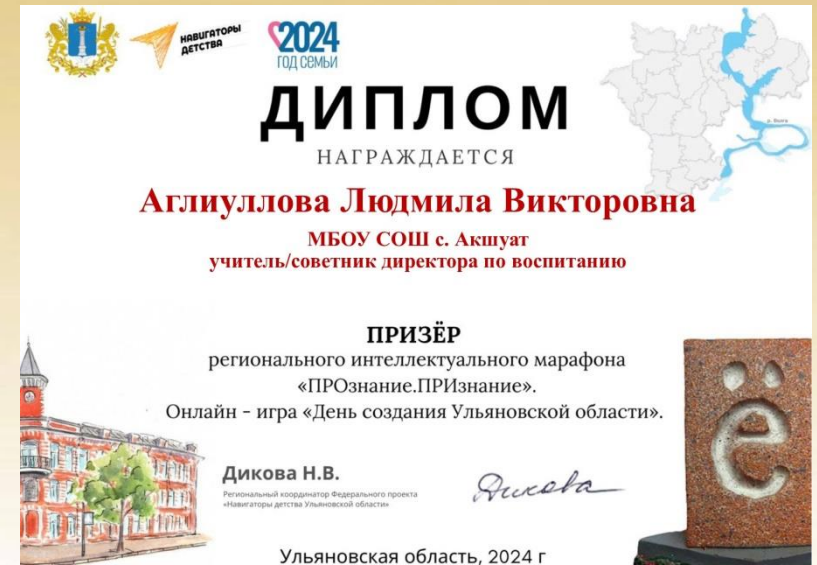 НАВИГАТОРЫ
ДЕТСТВА
2024
ГОД СЕМЬИ
р. Волга
ДИПЛОМ
НАГРАЖДАЕТСЯ
Аглиуллова Людмила Викторовна
МБОУ СОШ с. Акшуат
учитель/советник директора по воспитанию
ПРИЗЁР
регионального интеллектуального марафона
«ПРОзнание.ПРИзнание».
Онлайн - игра «День создания Ульяновской области».
Дикова Н.В.
Региональный координатор Федерального проекта
«Навигаторы детства Ульяновской области»
Дикова
ё
Ульяновская область, 2024 г